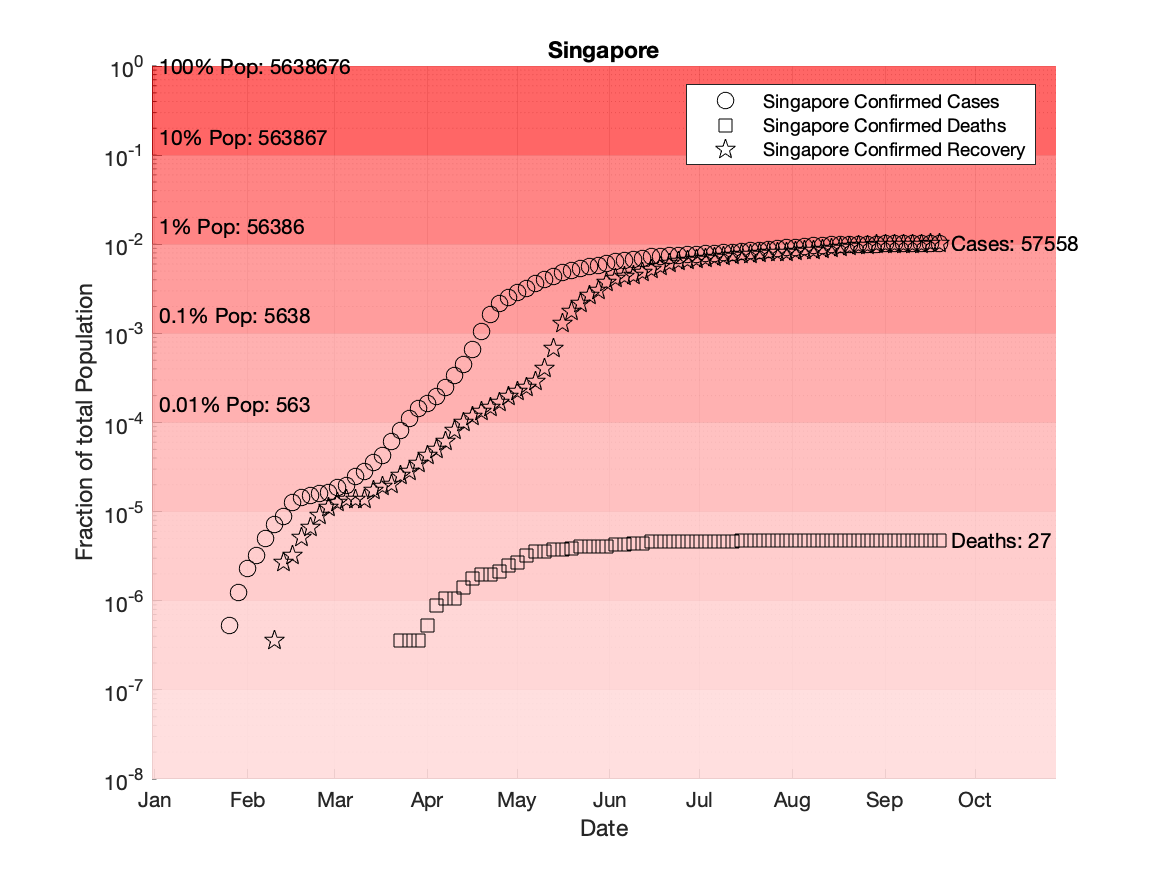 Singapore
10^0
100% Pop: 5638676
Singapore Confirmed Cases
Singapore Confirmed Deaths
Singapore Confirmed Recovery
10% Pop: 563867
10^-1
1% Pop: 56386
10^-2
Cases: 57558
0.1% Pop: 5638
10^-3
0.01% Pop: 563
10^-4
10^-5
Deaths: 27
10^-6
10^-7
10^-8
Fraction of total Population
Jan Feb Mar Apr May Jun Jul Aug Sep Oct
Date